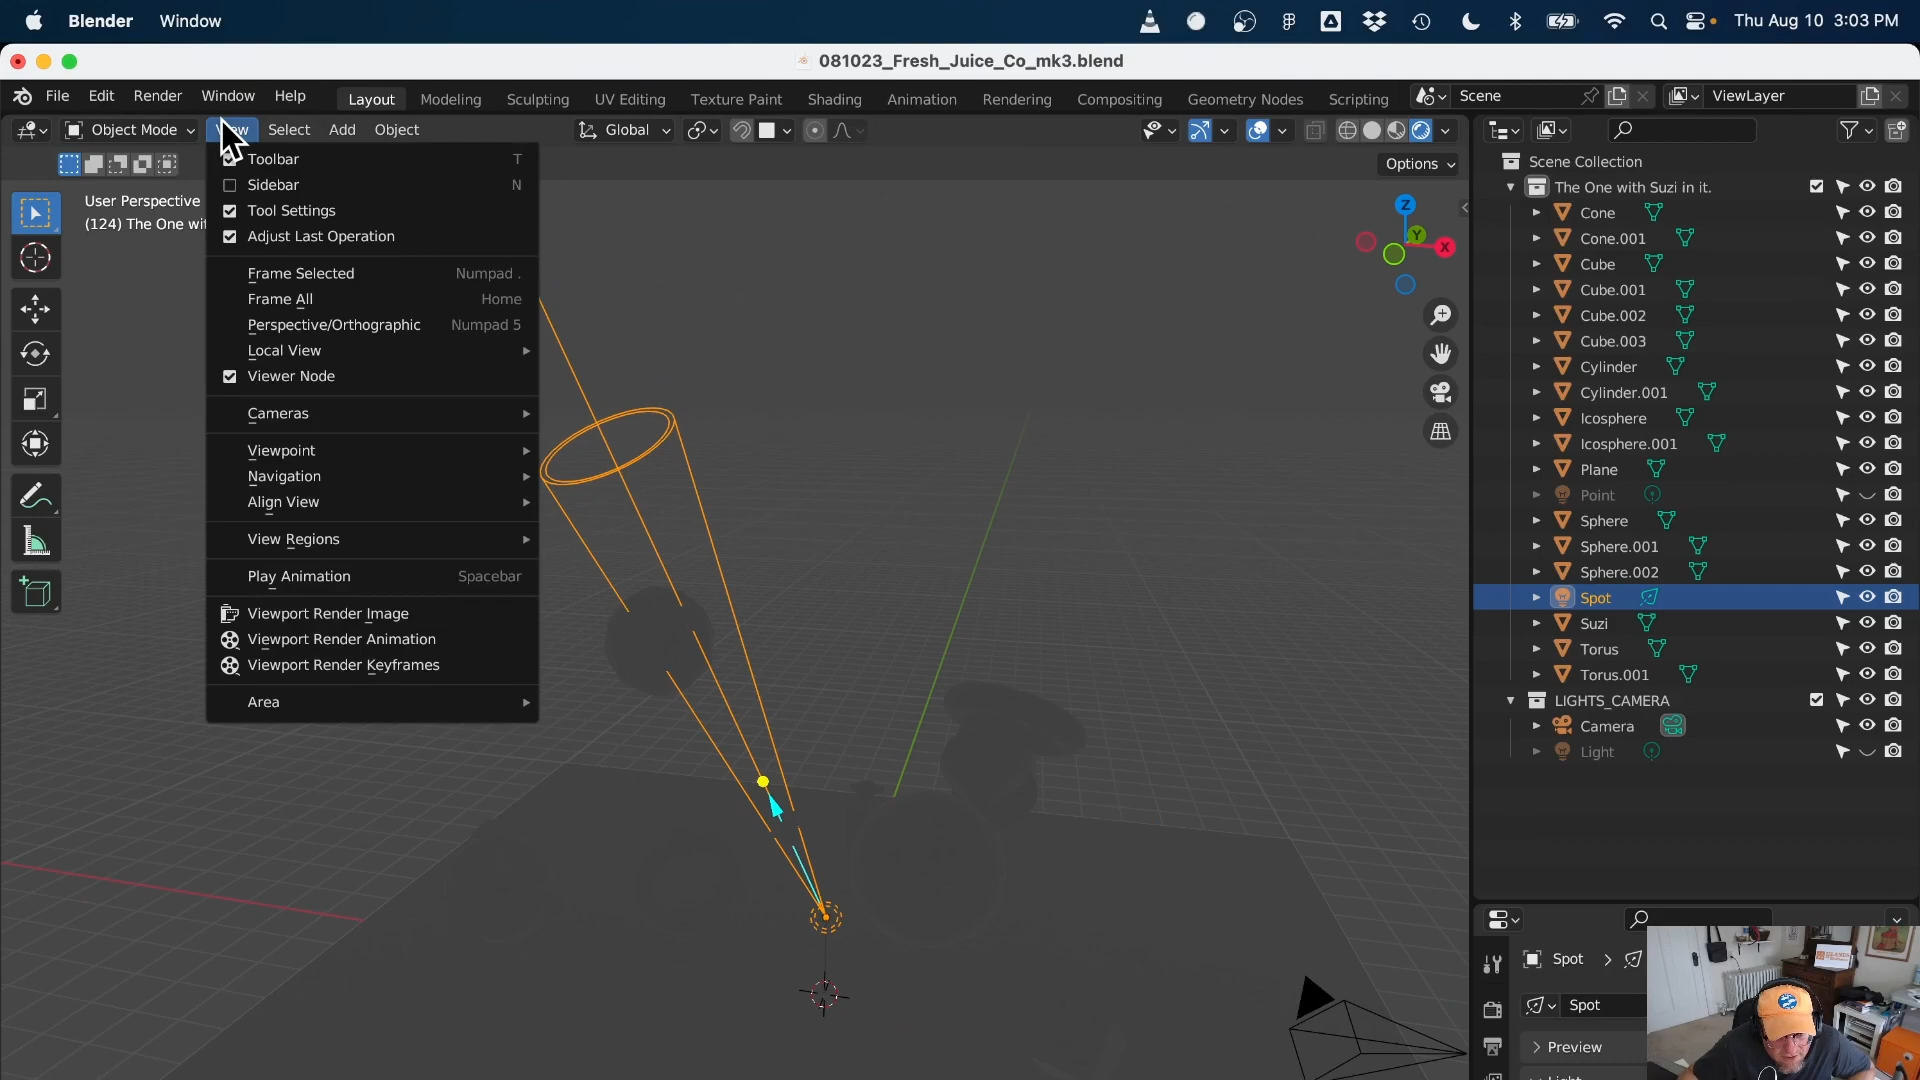 Blender Window Thu Aug 10 3:03 PM
081023_Fresh_Juice_Co_mk3.blend
File Edit Render Window Help Layout Modeling Sculpting UV Editing Texture Paint Shading Animation Rendering Compositing Geometry Nodes Scripting Scene ViewLayer
Object Mode Select Add Object Global
Options
User Perspective
(124) The One wi
Toolbar T
Sidebar N
Tool Settings
Adjust Last Operation
Frame Selected Numpad .
Frame All Home
Perspective/Orthographic Numpad 5
Local View
Viewer Node
Cameras
Viewpoint
Navigation
Align View
View Regions
Play Animation Spacebar
Viewport Render Image
Viewport Render Animation
Viewport Render Keyframes
Area
Z
Y
X
Scene Collection
The One with Suzi in it.
Cone
Cone.001
Cube
Cube.001
Cube.002
Cube.003
Cylinder
Cylinder.001
Icosphere
Icosphere.001
Plane
Point
Sphere
Sphere.001
Sphere.002
Spot
Suzi
Torus
Torus.001
LIGHTS_CAMERA
Camera
Light
Spot
Spot
Preview